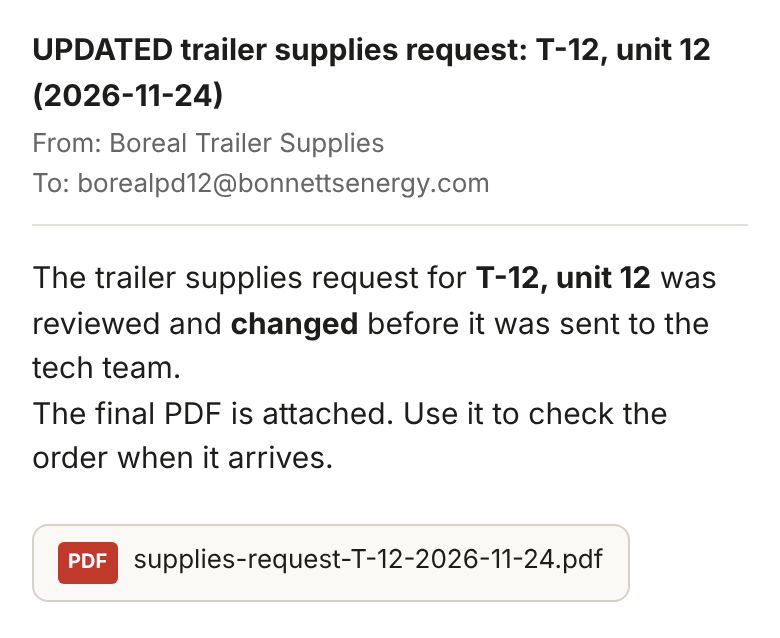 UPDATED trailer supplies request: T-12, unit 12
(2026-11-24)
From: Boreal Trailer Supplies
To: borealpd12@bonnettsenergy.com
The trailer supplies request for T-12, unit 12 was
reviewed and changed before it was sent to the
tech team.
The final PDF is attached. Use it to check the
order when it arrives.
PDF supplies-request-T-12-2026-11-24.pdf